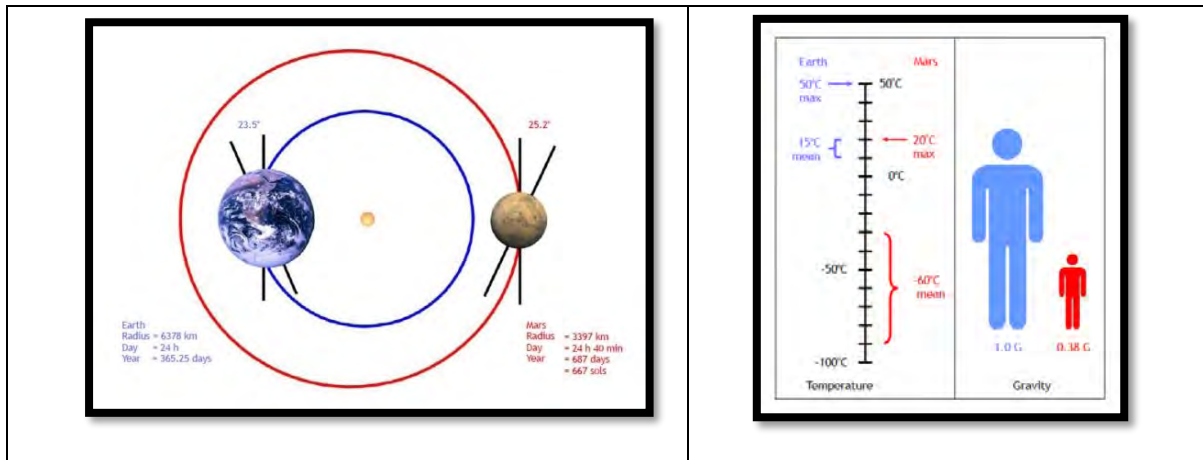 23.5°
25.2°
Earth
Radius = 6378 km
Day = 24 h
Year = 365.25 days
Mars
Radius = 3397 km
Day = 24 h 40 min
Year = 687 days
= 667 sols
Earth
Mars
50°C
max
50°C
15°C
mean
20°C
max
0°C
-50°C
-60°C
mean
-100°C
Temperature
1.0 G
0.38 G
Gravity